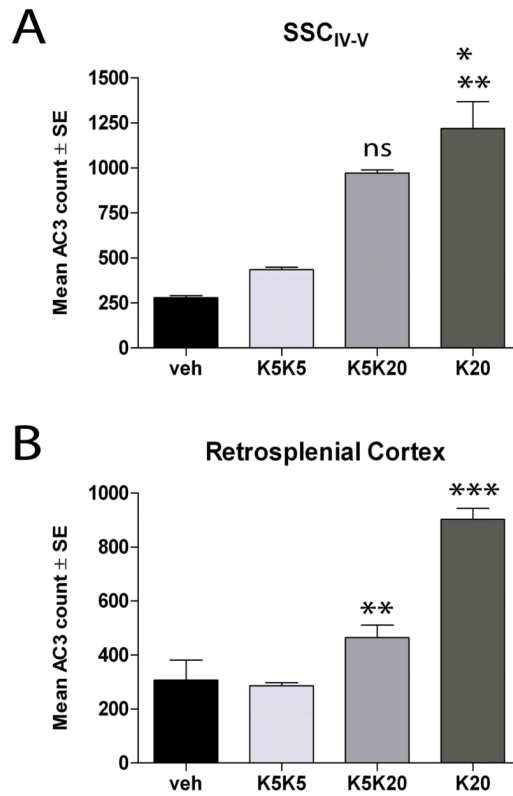 A
SSCIV-V
Mean AC3 count ± SE
1500
1250
1000
750
500
250
0
ns
*
**
veh K5K5 K5K20 K20
B
Retrosplenial Cortex
Mean AC3 count ± SE
1000
800
600
400
200
0
**
***
veh K5K5 K5K20 K20